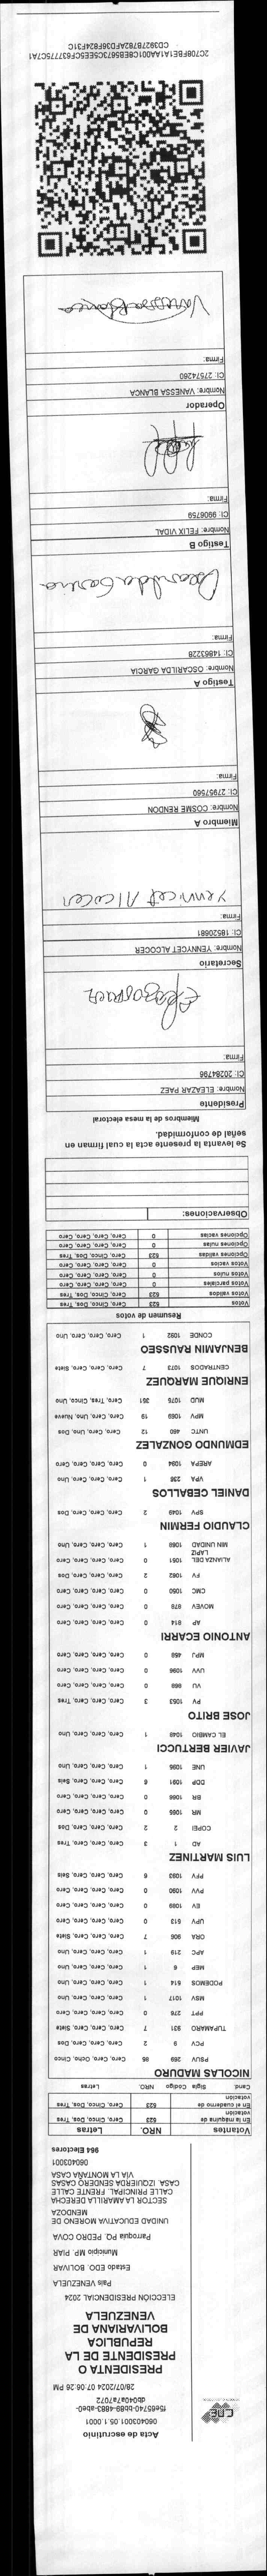 CNE
Acta de escrutinio
060403001.05.1.0001
f5e65740-bb89-4883-abe0-
db040a7a7072
28/07/2024 07:06:26 PM
PRESIDENTA O
PRESIDENTE DE LA
REPUBLICA
BOLIVARIANA DE
VENEZUELA
ELECCIÓN PRESIDENCIAL 2024
País VENEZUELA
Estado EDO. BOLIVAR
Municipio MP. PIAR
Parroquia PQ. PEDRO COVA
UNIDAD EDUCATIVA MORENO DE
MENDOZA
SECTOR LA AMARILLA DERECHA
CALLE PRINCIPAL. FRENTE CALLE
CASA. IZQUIERDA SENDERO CASAS
VÍA LA MONTAÑA CASA
060403001
964 Electores
Votantes NRO. Letras
En la máquina de votación 523 Cero, Cinco, Dos, Tres
En el cuaderno de votación 523 Cero, Cinco, Dos, Tres
Cand. Sigla Código NRO. Letras
NICOLAS MADURO
PSUV 269 85 Cero, Cero, Ocho, Cinco
PCV 9 2 Cero, Cero, Cero, Dos
TUPAMARO 931 7 Cero, Cero, Cero, Siete
PPT 276 0 Cero, Cero, Cero, Cero
MSV 1017 1 Cero, Cero, Cero, Uno
PODEMOS 514 1 Cero, Cero, Cero, Uno
MEP 6 1 Cero, Cero, Cero, Uno
APC 219 1 Cero, Cero, Cero, Uno
ORA 906 7 Cero, Cero, Cero, Siete
UPV 513 0 Cero, Cero, Cero, Cero
EV 1089 0 Cero, Cero, Cero, Cero
PVV 1090 0 Cero, Cero, Cero, Cero
PFV 1093 6 Cero, Cero, Cero, Seis
LUIS MARTINEZ
AD 1 3 Cero, Cero, Cero, Tres
COPEI 2 2 Cero, Cero, Cero, Dos
MR 1065 0 Cero, Cero, Cero, Cero
BR 1066 0 Cero, Cero, Cero, Cero
DDP 1091 6 Cero, Cero, Cero, Seis
UNE 1095 1 Cero, Cero, Cero, Uno
JAVIER BERTUCCI
EL CAMBIO 1048 1 Cero, Cero, Cero, Uno
JOSE BRITO
PV 1053 3 Cero, Cero, Cero, Tres
VU 868 0 Cero, Cero, Cero, Cero
UVV 1096 0 Cero, Cero, Cero, Cero
MPJ 458 0 Cero, Cero, Cero, Cero
ANTONIO ECARRI
AP 814 0 Cero, Cero, Cero, Cero
MOVEV 978 0 Cero, Cero, Cero, Cero
CMC 1050 0 Cero, Cero, Cero, Cero
FV 1062 2 Cero, Cero, Cero, Dos
ALIANZA DEL LAPIZ 1051 0 Cero, Cero, Cero, Cero
MIN UNIDAD 1068 1 Cero, Cero, Cero, Uno
CLAUDIO FERMIN
SPV 1049 2 Cero, Cero, Cero, Dos
DANIEL CEBALLOS
VPA 236 1 Cero, Cero, Cero, Uno
AREPA 1094 0 Cero, Cero, Cero, Cero
EDMUNDO GONZALEZ
UNTC 460 12 Cero, Cero, Uno, Dos
MPV 1069 19 Cero, Cero, Uno, Nueve
MUD 1075 351 Cero, Tres, Cinco, Uno
ENRIQUE MARQUEZ
CENTRADOS 1073 7 Cero, Cero, Cero, Siete
BENJAMIN RAUSSEO
CONDE 1092 1 Cero, Cero, Cero, Uno
Resumen de votos
Votos 523 Cero, Cinco, Dos, Tres
Votos validos 523 Cero, Cinco, Dos, Tres
Votos parciales 0 Cero, Cero, Cero, Cero
Votos nulos 0 Cero, Cero, Cero, Cero
Votos vacios 0 Cero, Cero, Cero, Cero
Opciones validas 523 Cero, Cinco, Dos, Tres
Opciones nulas 0 Cero, Cero, Cero, Cero
Opciones vacias 0 Cero, Cero, Cero, Cero
Observaciones:
Se levanta la presente acta la cual firman en
señal de conformidad.
Miembros de la mesa electoral
Presidente
Nombre: ELEAZAR PAEZ
CI: 20284796
Firma:
Secretario
Nombre: YENNYCET ALCOCER
CI: 18520681
Firma:
Yennicet Alcocer
Miembro A
Nombre: COSME RENDON
CI: 27957560
Firma:
Testigo A
Nombre: OSCARILDA GARCIA
CI: 14663228
Firma:
Oscarilda Garcia
Testigo B
Nombre: FELIX VIDAL
CI: 9906759
Firma:
Operador
Nombre: VANESSA BLANCA
CI: 27574260
Firma:
Vanessa Blanca
2C708FBE1A1AA001C8EB5673C5EE5CF637775C7A1
CD3927B782AFD36F824F31C